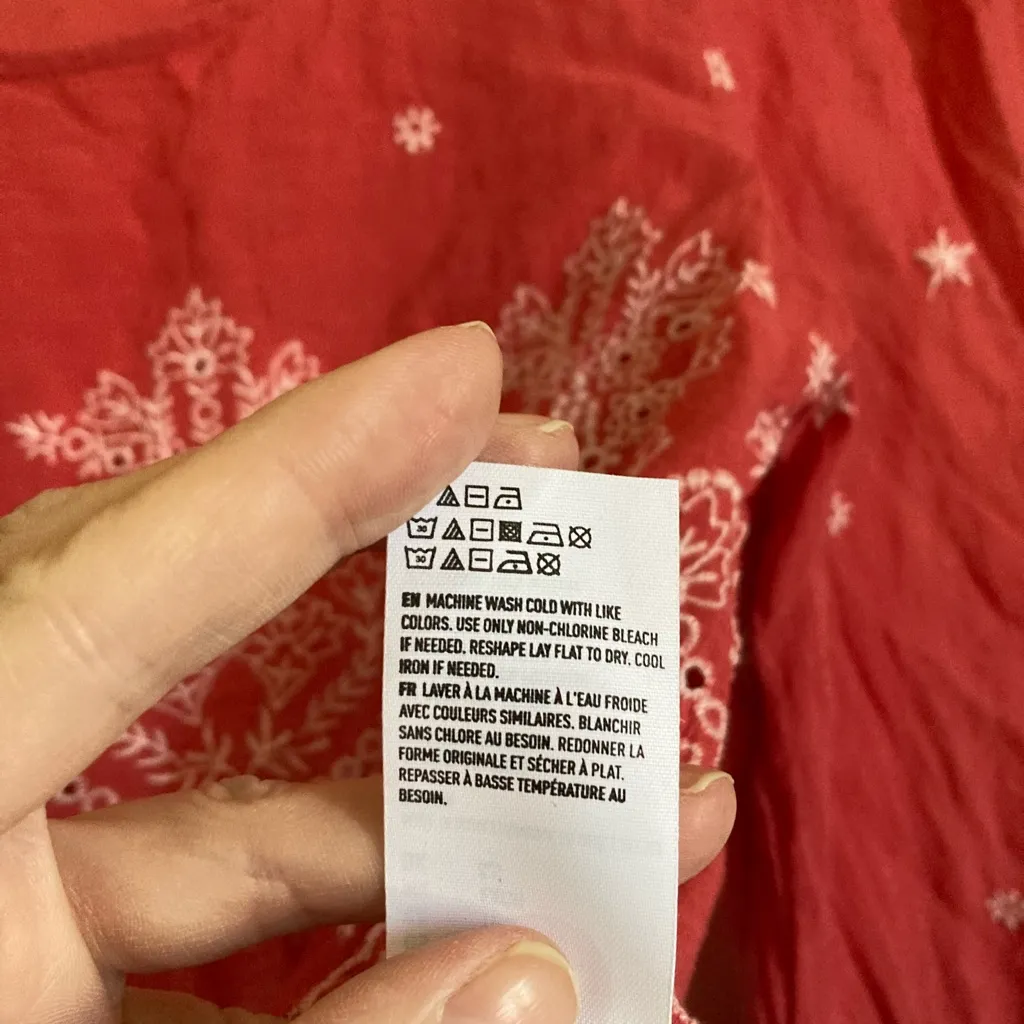 30
30
EN MACHINE WASH COLD WITH LIKE
COLORS. USE ONLY NON-CHLORINE BLEACH
IF NEEDED. RESHAPE LAY FLAT TO DRY. COOL
IRON IF NEEDED.
FR LAVER À LA MACHINE À L'EAU FROIDE
AVEC COULEURS SIMILAIRES. BLANCHIR
SANS CHLORE AU BESOIN. REDONNER LA
FORME ORIGINALE ET SÉCHER À PLAT.
REPASSER À BASSE TEMPÉRATURE AU
BESOIN.